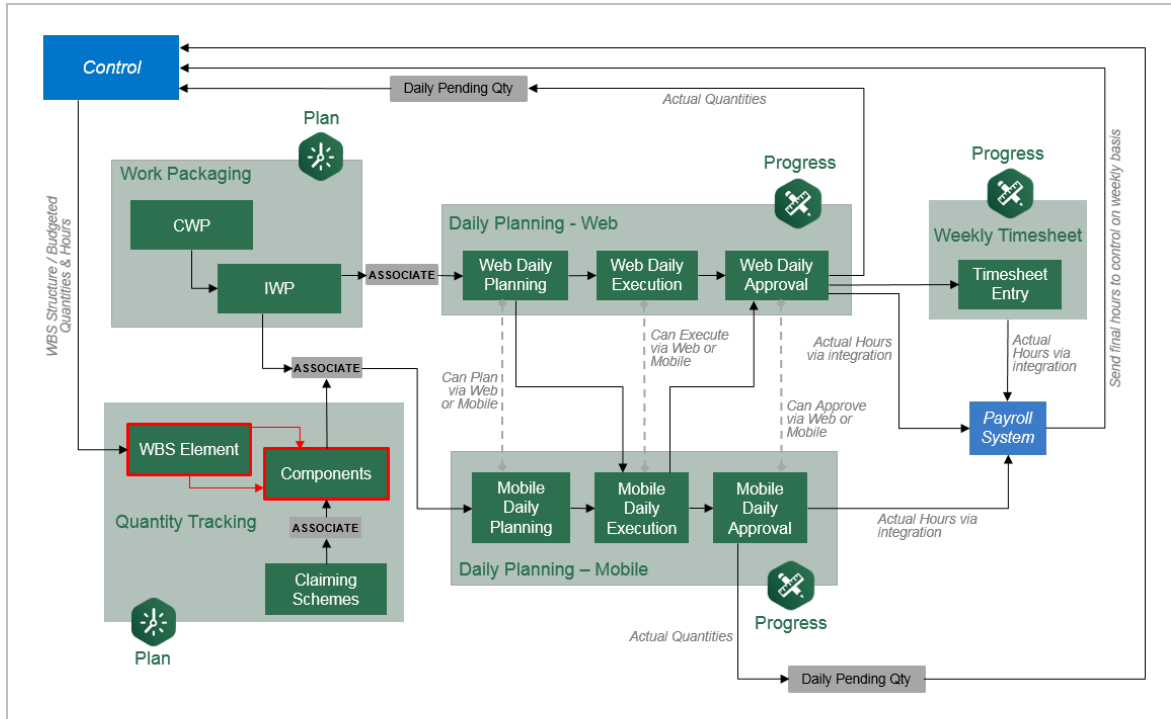 Control
Daily Pending Qty
Actual Quantities
Plan
Progress
Progress
Work Packaging
CWP
IWP
ASSOCIATE
Daily Planning - Web
Web Daily
Planning
Web Daily
Execution
Web Daily
Approval
Weekly Timesheet
Timesheet
Entry
WBS Structure / Budgeted
Quantities & Hours
Send final hours to control on weekly basis
ASSOCIATE
Can Plan
via Web
or Mobile
Can Execute
via Web or
Mobile
Actual Hours
via integration
Actual
Hours via
integration
Can Approve
via Web or
Mobile
Payroll
System
WBS Element
Components
Quantity Tracking
ASSOCIATE
Claiming
Schemes
Plan
Mobile
Daily
Planning
Mobile
Daily
Execution
Mobile
Daily
Approval
Actual Hours via
integration
Daily Planning – Mobile
Progress
Actual Quantities
Daily Pending Qty